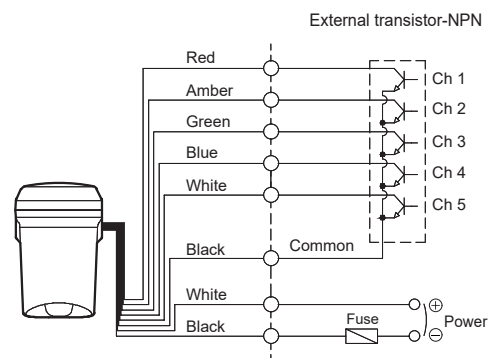 External transistor-NPN
Red
Ch 1
Amber
Ch 2
Green
Ch 3
Blue
Ch 4
White
Ch 5
Black
Common
White
⊕
Fuse
Power
Black
⊖